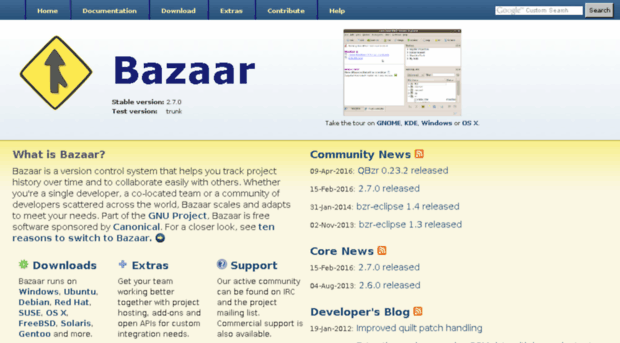 Home Documentation Download Extras Contribute Help Google Custom Search Search
Bazaar
Stable version: 2.7.0
Test version: trunk
Take the tour on GNOME, KDE, Windows or OS X.
What is Bazaar?
Bazaar is a version control system that helps you track project
history over time and to collaborate easily with others. Whether
you're a single developer, a co-located team or a community of
developers scattered across the world, Bazaar scales and adapts
to meet your needs. Part of the GNU Project, Bazaar is free
software sponsored by Canonical. For a closer look, see ten
reasons to switch to Bazaar.
Downloads
Bazaar runs on
Windows, Ubuntu,
Debian, Red Hat,
SUSE, OS X,
FreeBSD, Solaris,
Gentoo and more.
Extras
Get your team
working better
together with project
hosting, add-ons and
open APIs for custom
integration needs.
Support
Our active community
can be found on IRC
and the project
mailing list.
Commercial support is
also available.
Community News
09-Apr-2016: QBzr 0.23.2 released
15-Feb-2016: 2.7.0 released
31-Jan-2014: bzr-eclipse 1.4 released
02-Nov-2013: bzr-eclipse 1.3 released
Core News
15-Feb-2016: 2.7.0 released
04-Aug-2013: 2.6.0 released
Developer's Blog
19-Jan-2012: Improved quilt patch handling